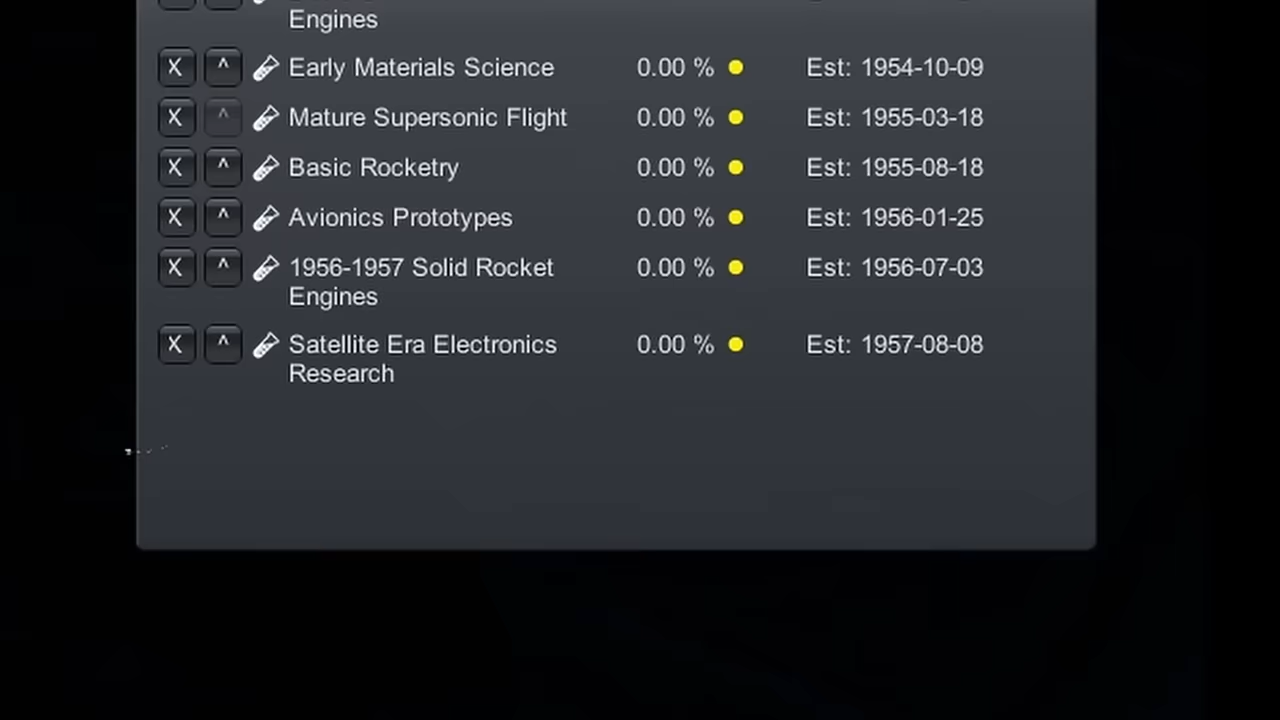 Engines
X ^ Early Materials Science 0.00 % Est: 1954-10-09
X ^ Mature Supersonic Flight 0.00 % Est: 1955-03-18
X ^ Basic Rocketry 0.00 % Est: 1955-08-18
X ^ Avionics Prototypes 0.00 % Est: 1956-01-25
X ^ 1956-1957 Solid Rocket 0.00 % Est: 1956-07-03
Engines
X ^ Satellite Era Electronics 0.00 % Est: 1957-08-08
Research